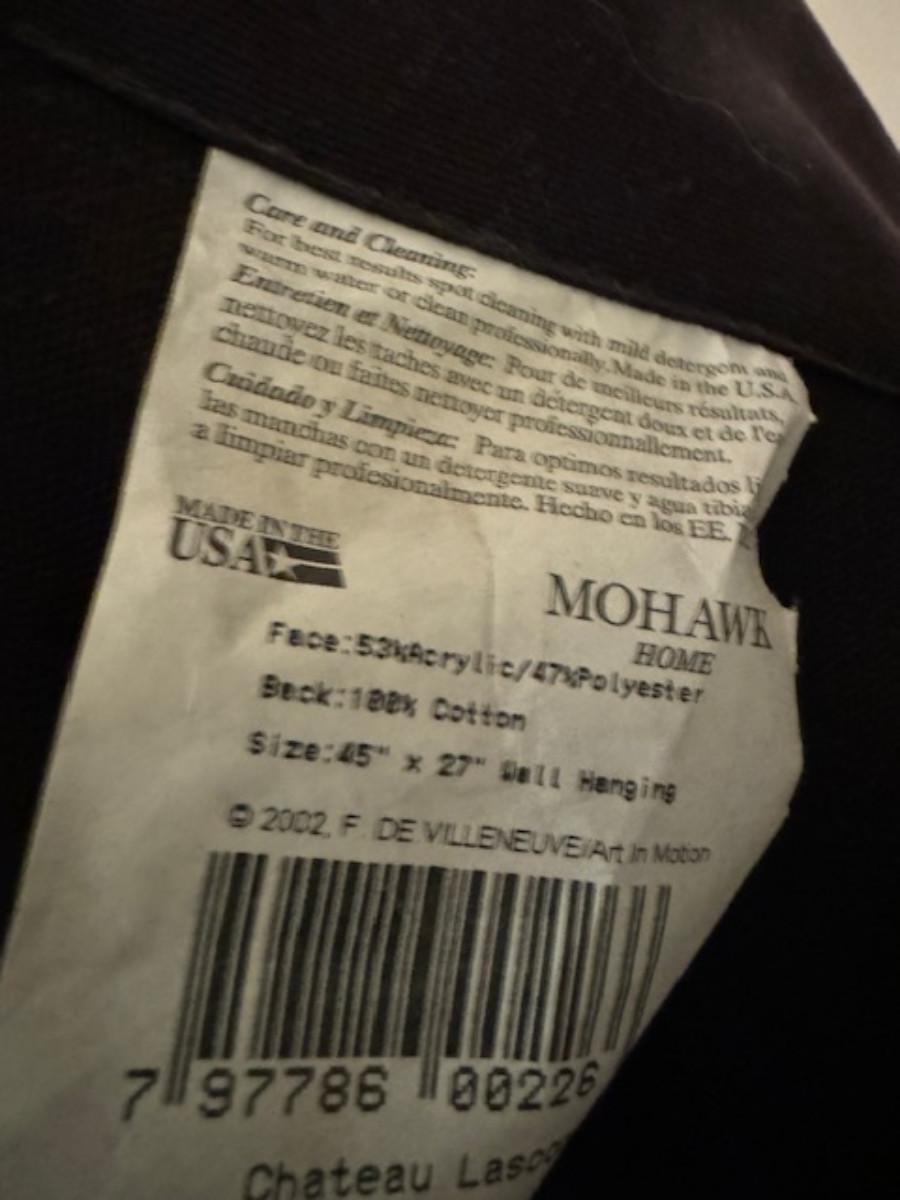 Care and Cleaning:
For best results spot cleaning with mild detergent and
warm water or clean professionally. Made in the U.S.A.
Entretien et Nettoyage: Pour de meilleurs résultats,
nettoyez les taches avec un détergent doux et de l'e
chaude ou faites nettoyer professionnallement.
Cuidado y Limpieza: Para optimos resultados li
las manchas con un detergente suave y agua tibia
a limpiar profesionalmente. Hecho en los EE.
MADE IN THE
USA
MOHAWK
HOME
Face:53%Acrylic/47%Polyester
Back:100% Cotton
Size:45" x 27" Wall Hanging
© 2002, F. DE VILLENEUVE/Art In Motion
7 97786 00226
Chateau Lasco